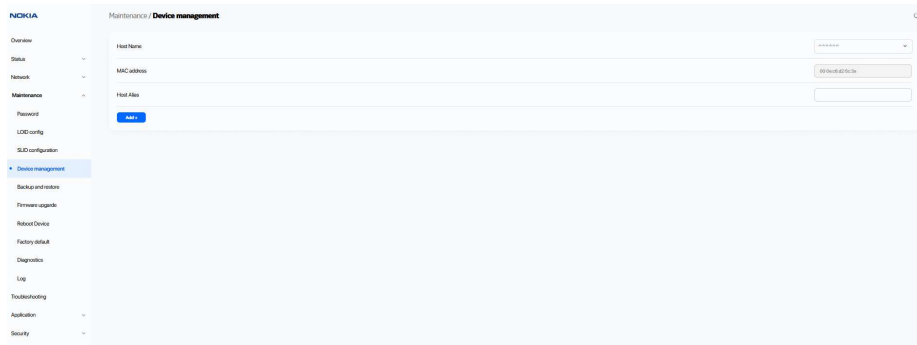 NOKIA
Maintenance / Device management
Overview
Status
Network
Maintenance
Password
LOID config
SLID configuration
Device management
Backup and restore
Firmware upgarde
Reboot Device
Factory default
Diagnostics
Log
Troubleshooting
Application
Security
Host Name
******
MAC address
Host Alias
Add +